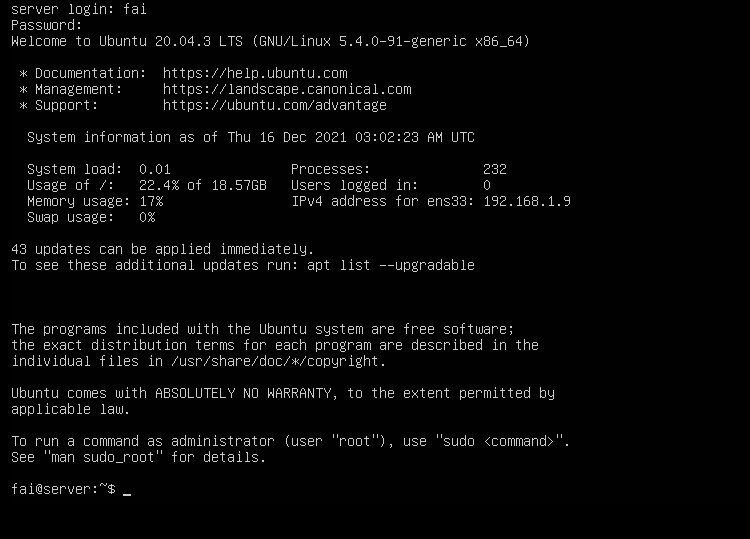 server login: fai
Password:
Welcome to Ubuntu 20.04.3 LTS (GNU/Linux 5.4.0-91-generic x86_64)
* Documentation: https://help.ubuntu.com
* Management: https://landscape.canonical.com
* Support: https://ubuntu.com/advantage
System information as of Thu 16 Dec 2021 03:02:23 AM UTC
System load: 0.01 Processes: 232
Usage of /: 22.4% of 18.57GB Users logged in: 0
Memory usage: 17% IPv4 address for ens33: 192.168.1.9
Swap usage: 0%
43 updates can be applied immediately.
To see these additional updates run: apt list --upgradable
The programs included with the Ubuntu system are free software;
the exact distribution terms for each program are described in the
individual files in /usr/share/doc/*/copyright.
Ubuntu comes with ABSOLUTELY NO WARRANTY, to the extent permitted by
applicable law.
To run a command as administrator (user "root"), use "sudo <command>".
See "man sudo_root" for details.
fai@server:~$ _